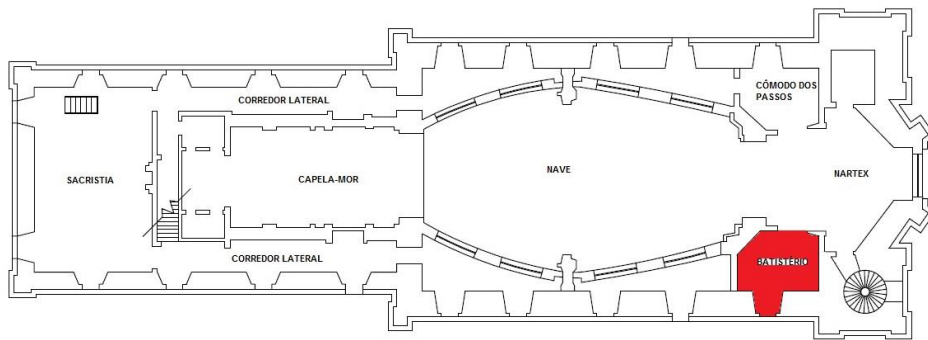 CORREDOR LATERAL
CÔMODO DOS
PASSOS
SACRISTIA
CAPELA-MOR
NAVE
NARTEX
CORREDOR LATERAL
BATISTÉRIO